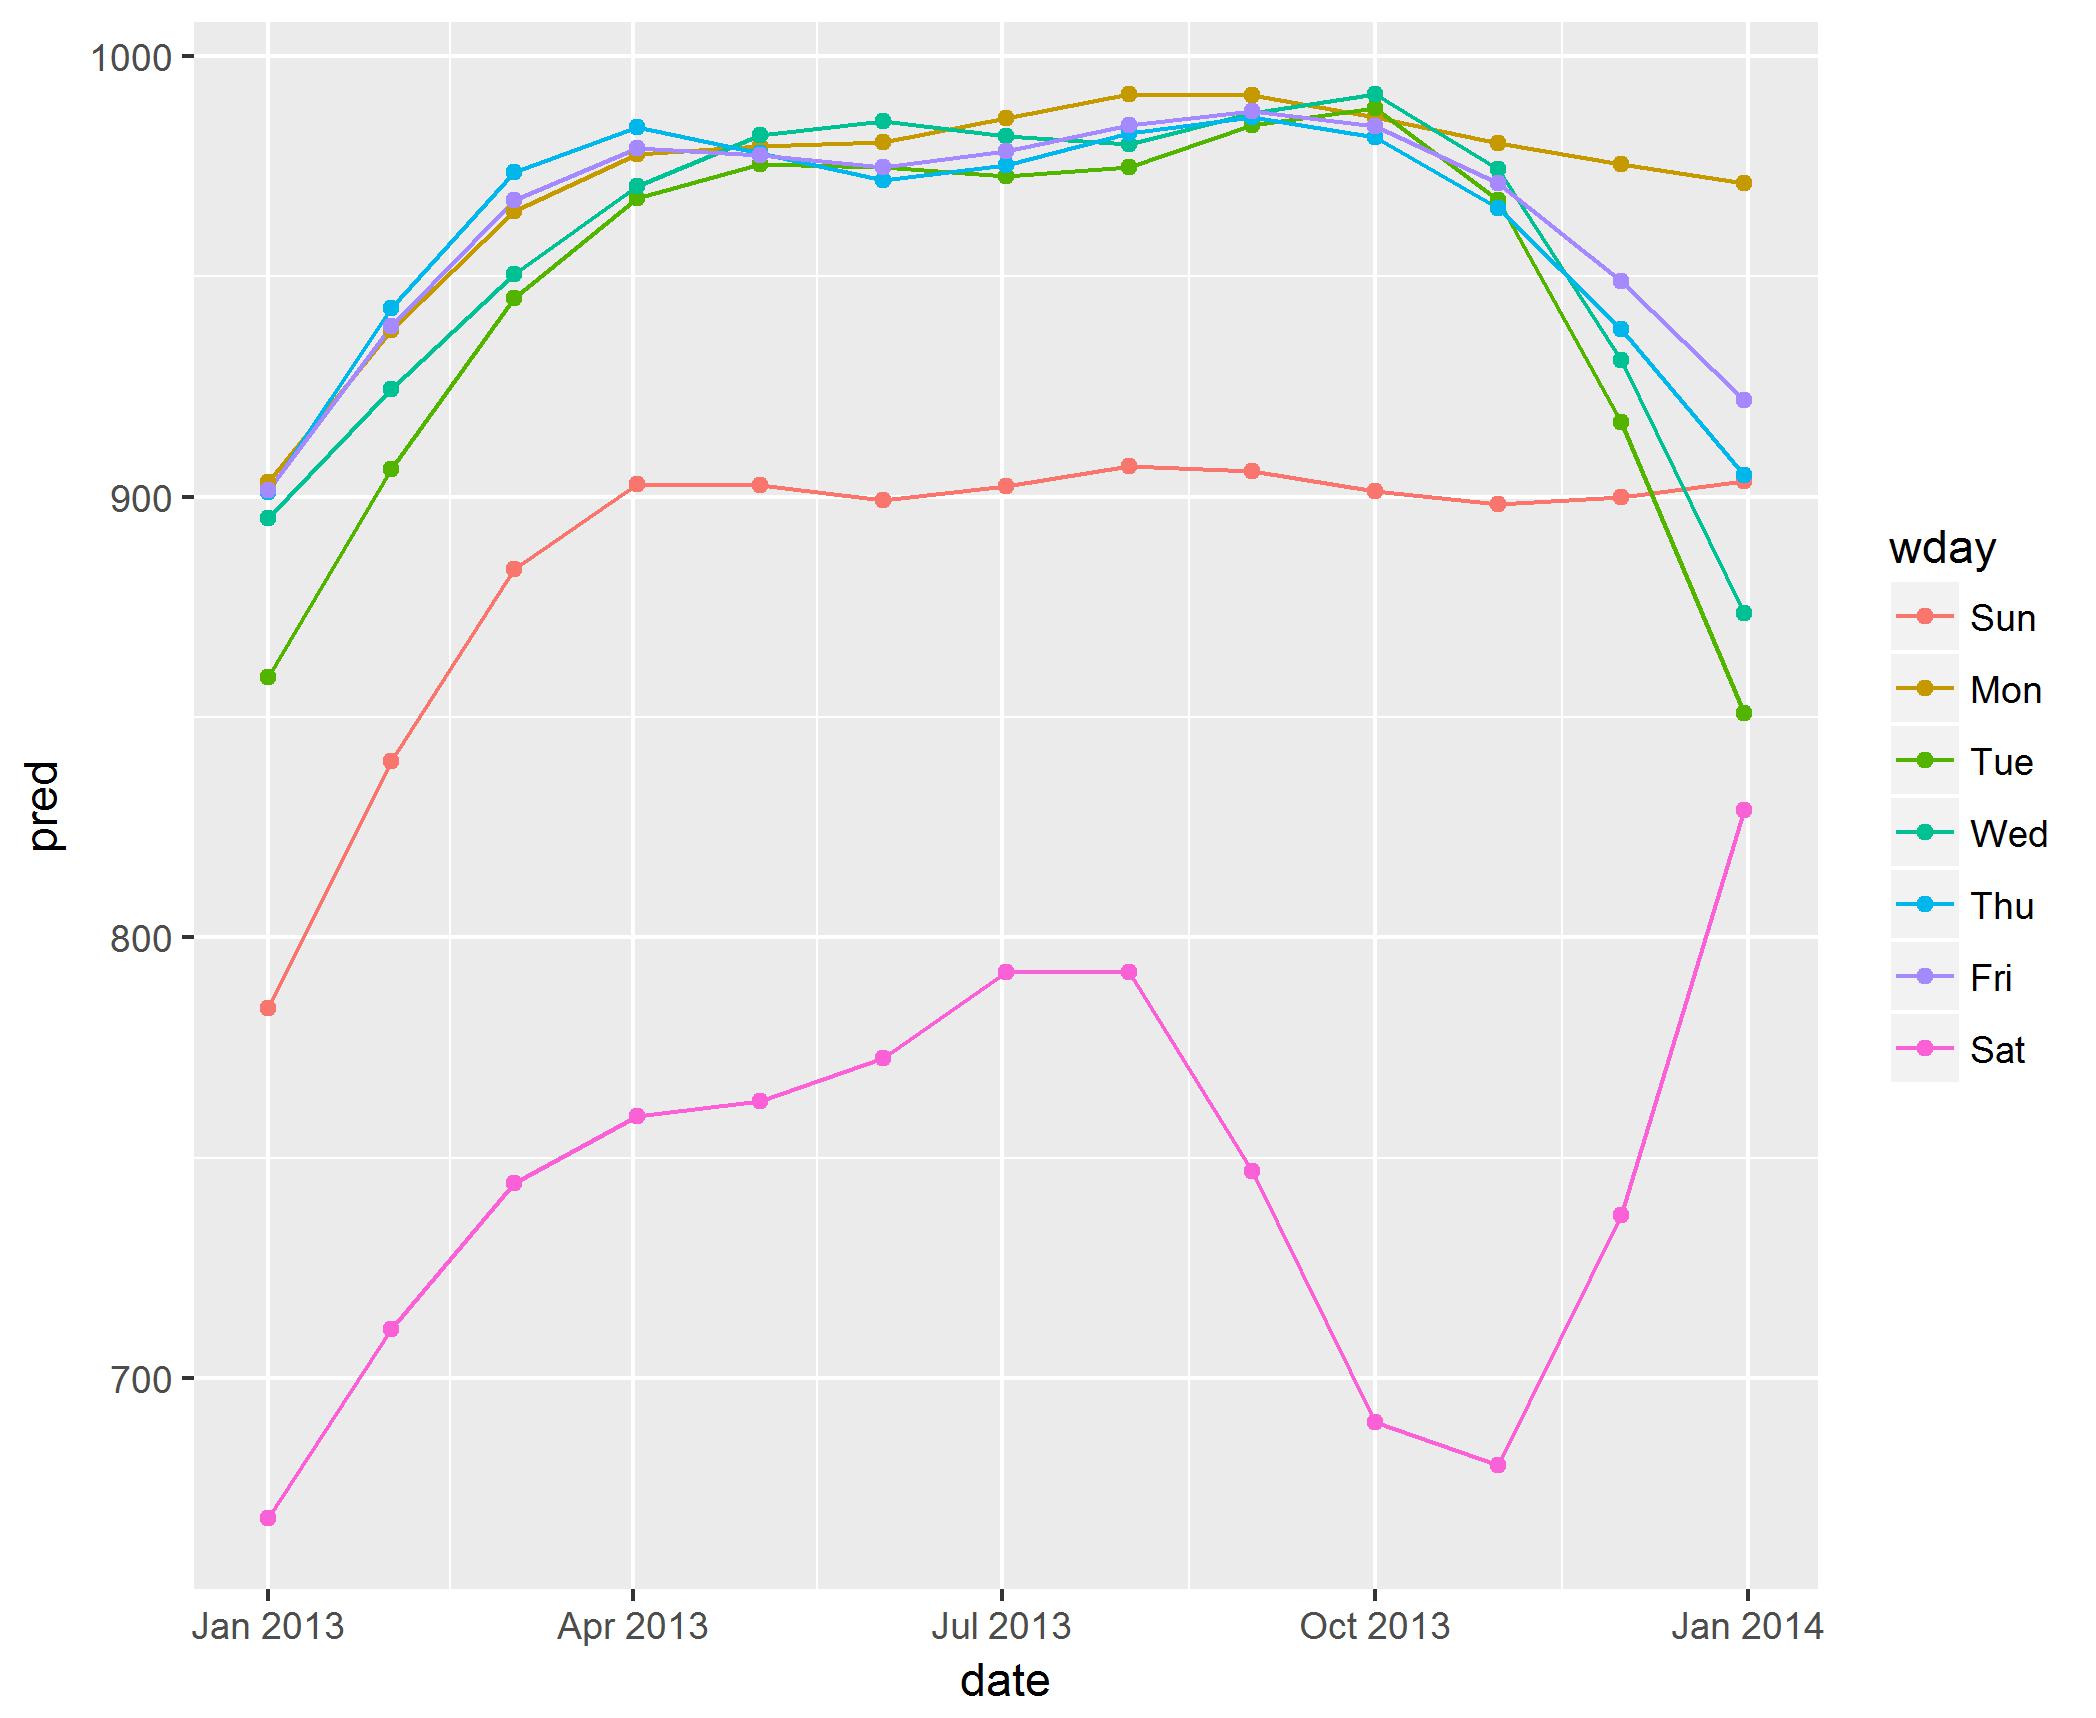 1000
900
800
700
pred
Jan 2013
Apr 2013
Jul 2013
Oct 2013
Jan 2014
date
wday
Sun
Mon
Tue
Wed
Thu
Fri
Sat